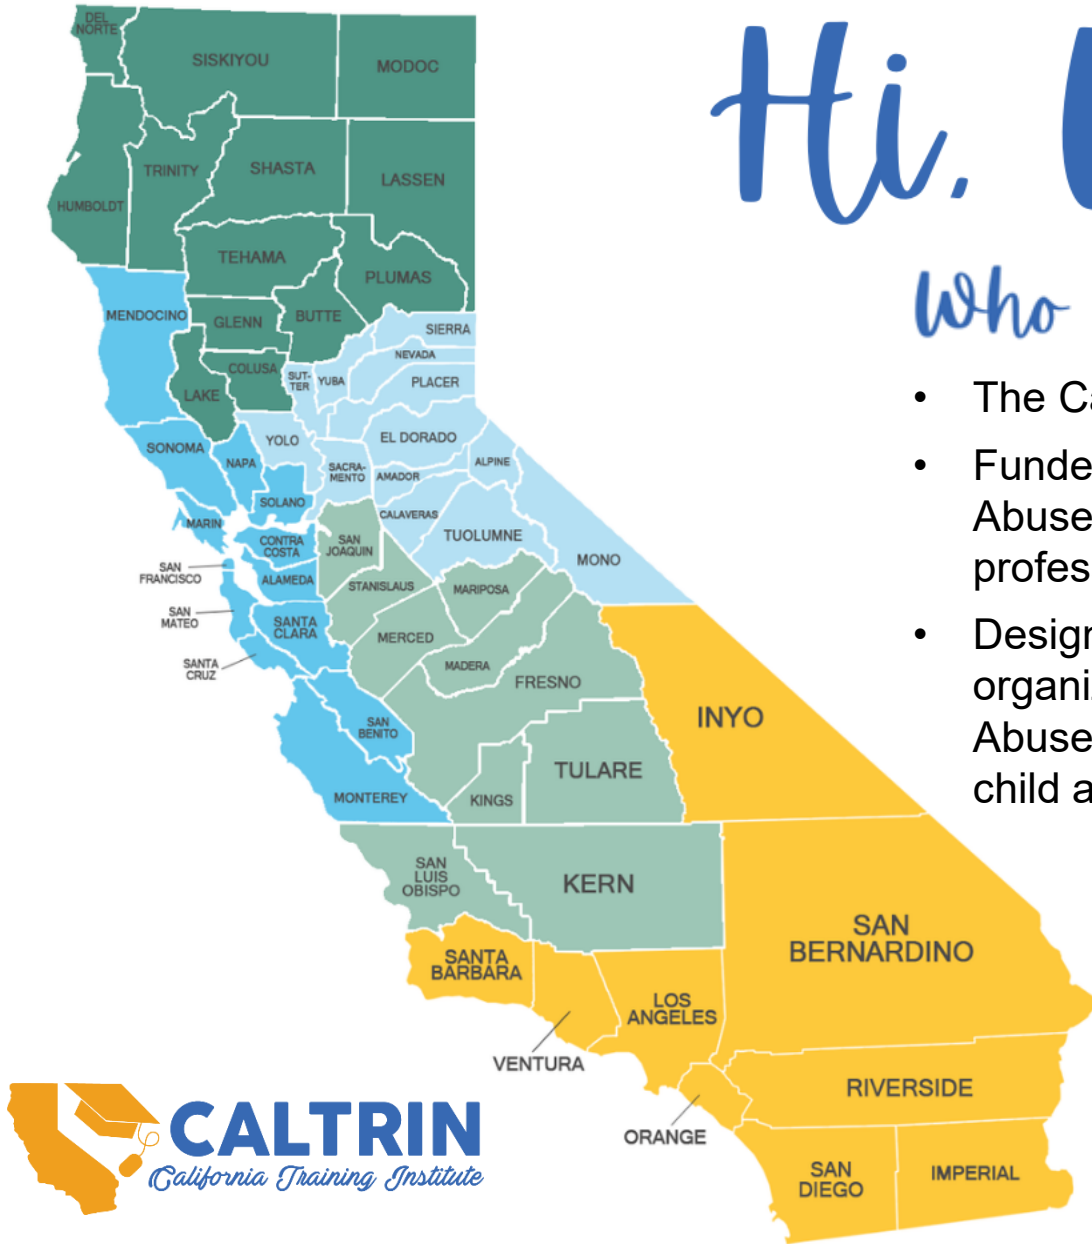 DEL
NORTE
SISKIYOU
MODOC
HUMBOLDT
TRINITY
SHASTA
LASSEN
TEHAMA
PLUMAS
MENDOCINO
GLENN
BUTTE
LAKE
COLUSA
SIERRA
NEVADA
SUT-
TER
YUBA
PLACER
SONOMA
NAPA
YOLO
EL DORADO
SACRA-
MENTO
AMADOR
ALPINE
SOLANO
MARIN
CALAVERAS
TUOLUMNE
MONO
CONTRA
COSTA
SAN
JOAQUIN
SAN
FRANCISCO
ALAMEDA
STANISLAUS
MARIPOSA
SAN
MATEO
SANTA
CLARA
MERCED
SANTA
CRUZ
MADERA
FRESNO
INYO
SAN
BENITO
MONTEREY
KINGS
TULARE
SAN
LUIS
OBISPO
KERN
SAN
BERNARDINO
SANTA
BARBARA
VENTURA
LOS
ANGELES
ORANGE
RIVERSIDE
SAN
DIEGO
IMPERIAL
CALTRIN
California Training Institute
Hi.
Who
• The Ca
• Funde
Abuse
profes
• Design
organi
Abuse
child a